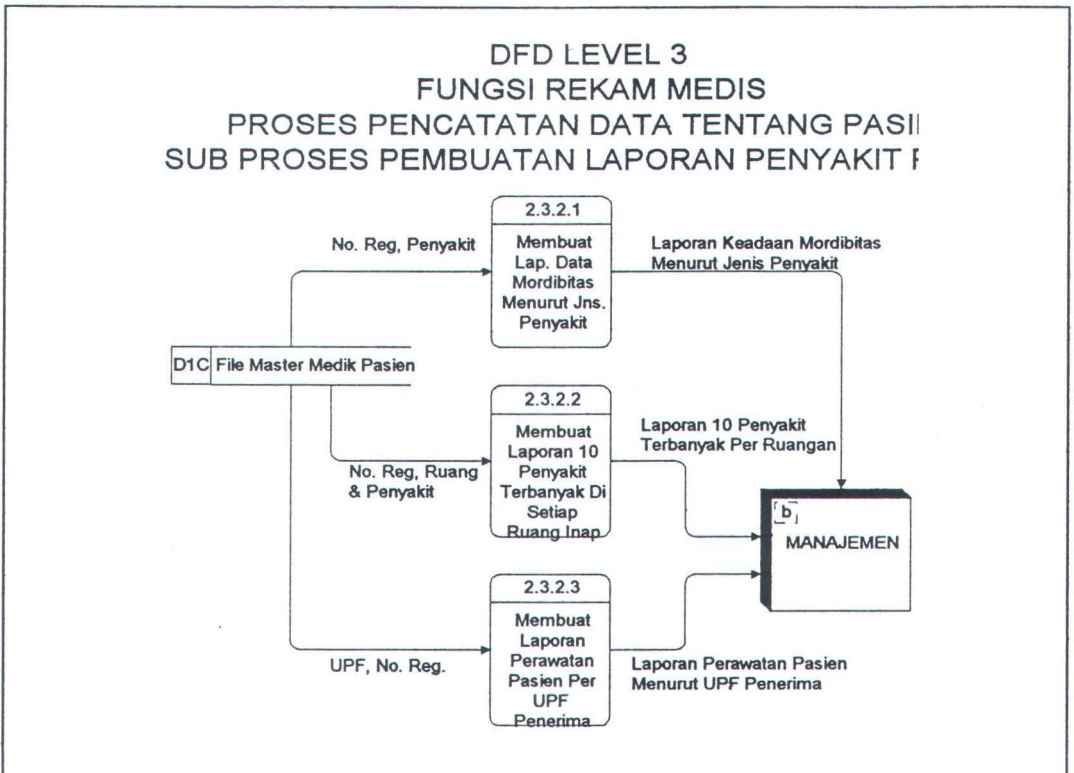 DFD LEVEL 3
FUNGSI REKAM MEDIS
PROSES PENCATATAN DATA TENTANG
SUB PROSES PEMBUATAN LAPORAN PENYAKIT
2.3.2.1
Membuat
Lap. Data
Mordibitas
Menurut Jns.
Penyakit
No. Reg, Penyakit
Laporan Keadaan Mordibitas
Menurut Jenis Penyakit
D1C File Master Medik Pasien
2.3.2.2
Membuat
Laporan 10
Penyakit
Terbanyak Di
Setiap
Ruang Inap
No. Reg, Ruang
& Penyakit
Laporan 10 Penyakit
Terbanyak Per Ruangan
b
MANAJEMEN
2.3.2.3
Membuat
Laporan
Perawatan
Pasien Per
UPF
Penerima
UPF, No. Reg.
Laporan Perawatan Pasien
Menurut UPF Penerima